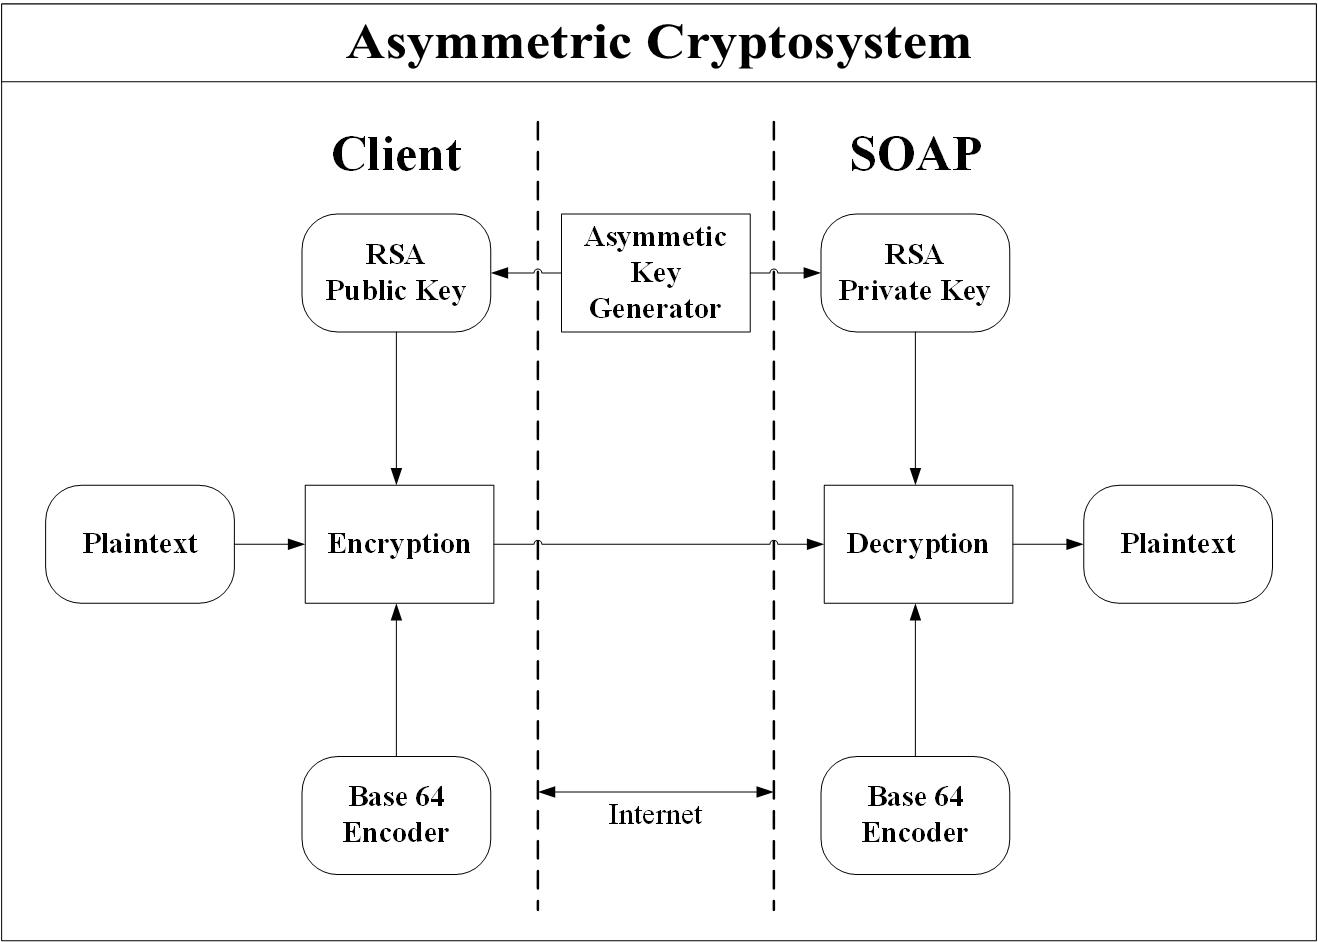 Asymmetric Cryptosystem
Client
SOAP
RSA
Public Key
Asymmetic
Key
Generator
RSA
Private Key
Plaintext
Encryption
Decryption
Plaintext
Base 64
Encoder
Internet
Base 64
Encoder